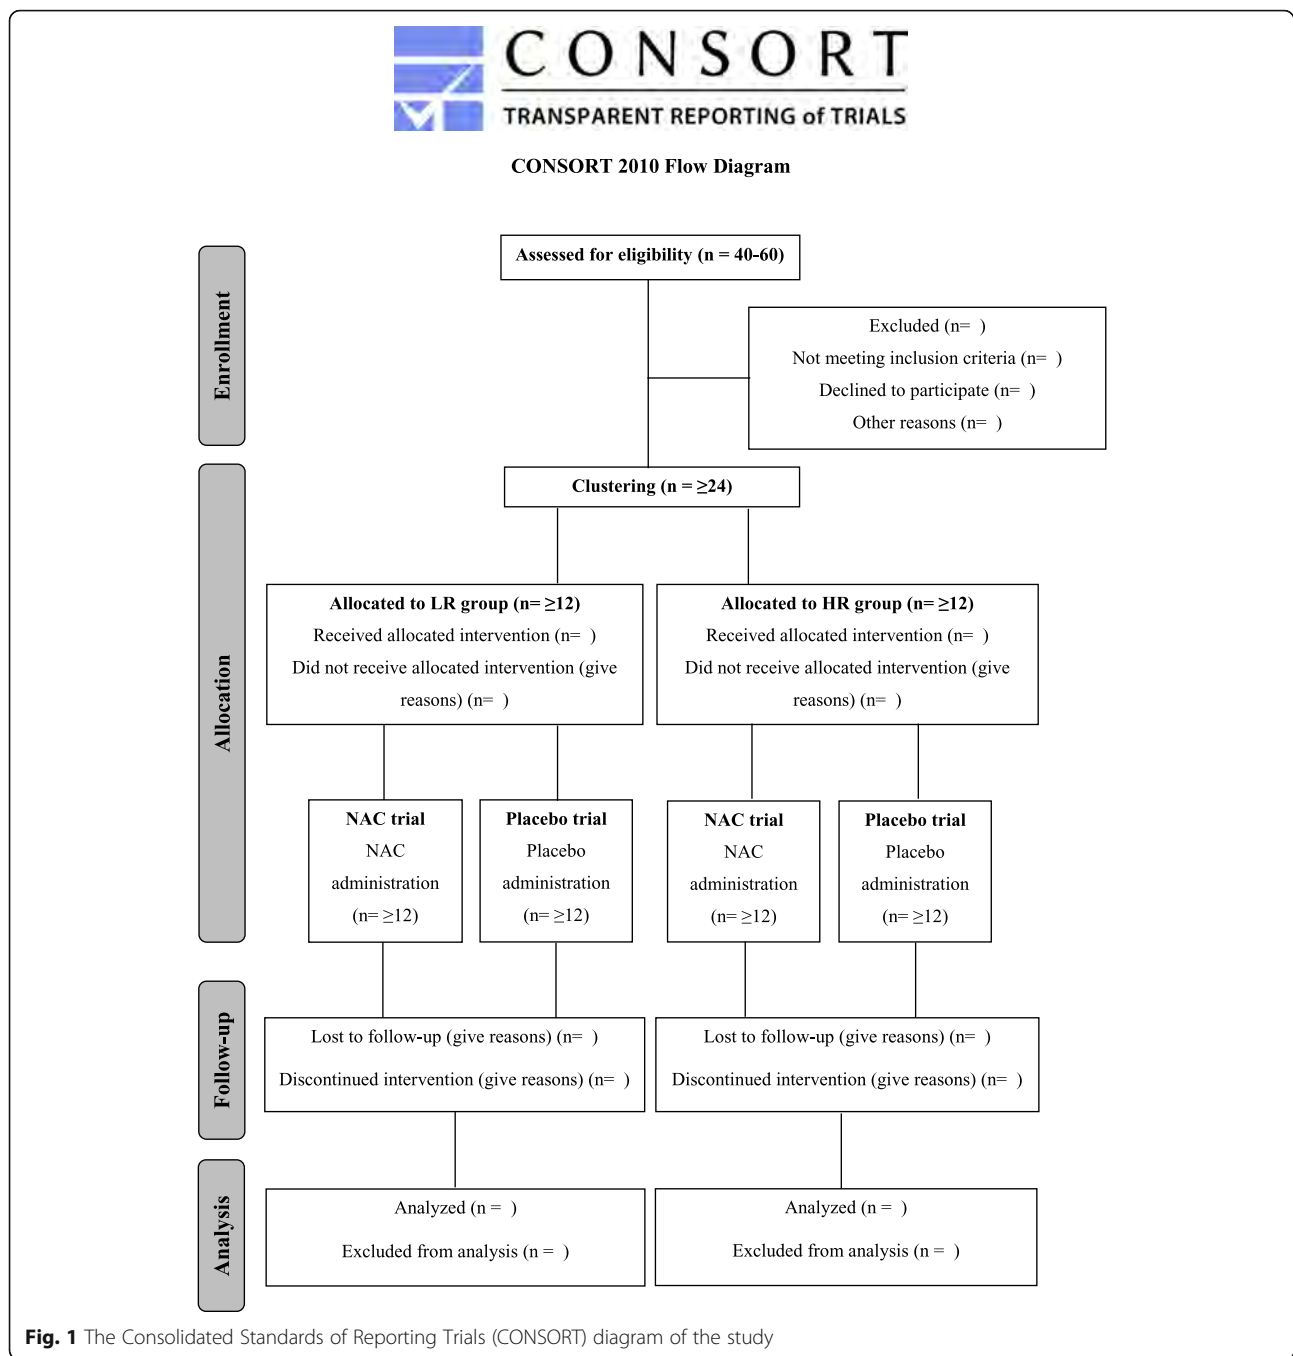 CONSORT
TRANSPARENT REPORTING of TRIALS
CONSORT 2010 Flow Diagram
Enrollment
Assessed for eligibility (n = 40-60)
Excluded (n=  )
Not meeting inclusion criteria (n=  )
Declined to participate (n=  )
Other reasons (n=  )
Allocation
Clustering (n = ≥24)
Allocated to LR group (n= ≥12)
Received allocated intervention (n=  )
Did not receive allocated intervention (give
reasons) (n=  )
Allocated to HR group (n= ≥12)
Received allocated intervention (n=  )
Did not receive allocated intervention (give
reasons) (n=  )
NAC trial
NAC
administration
(n= ≥12)
Placebo trial
Placebo
administration
(n= ≥12)
NAC trial
NAC
administration
(n= ≥12)
Placebo trial
Placebo
administration
(n= ≥12)
Follow-up
Lost to follow-up (give reasons) (n=  )
Discontinued intervention (give reasons) (n=  )
Lost to follow-up (give reasons) (n=  )
Discontinued intervention (give reasons) (n=  )
Analysis
Analyzed (n =  )
Excluded from analysis (n =  )
Analyzed (n =  )
Excluded from analysis (n =  )
Fig. 1 The Consolidated Standards of Reporting Trials (CONSORT) diagram of the study